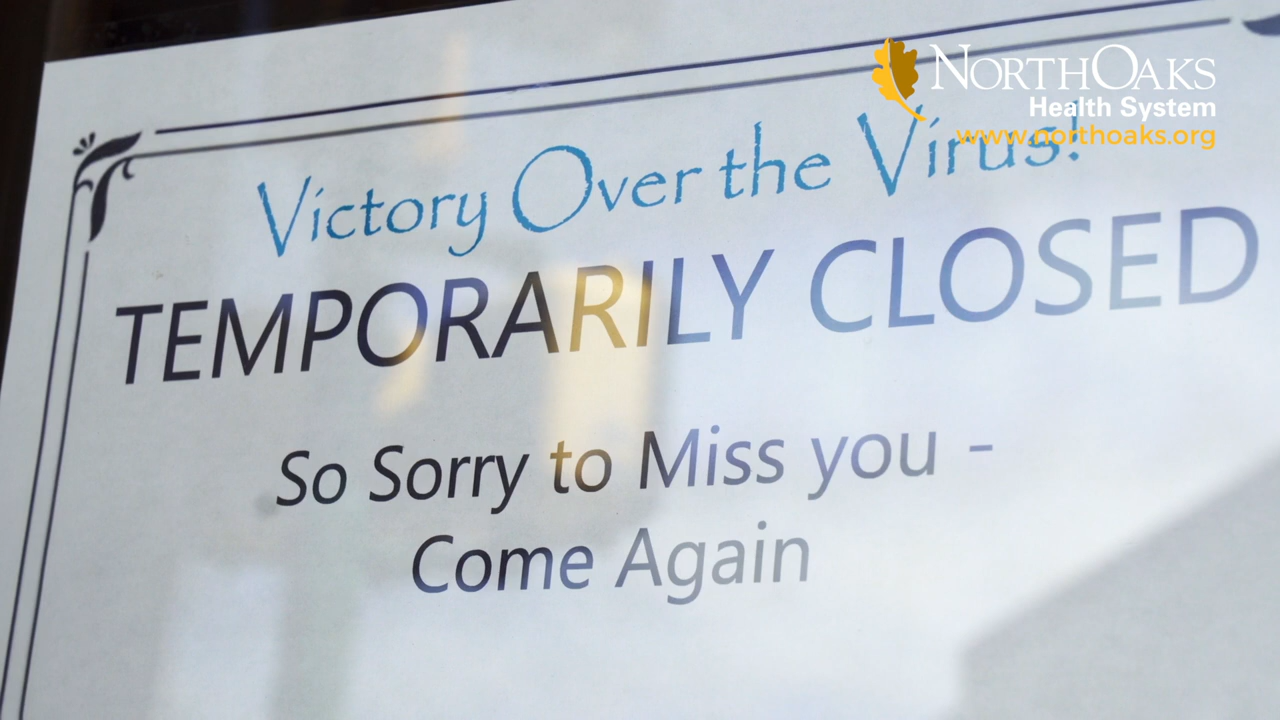 NORTHOAKS
Health System
www.northoaks.org
Victory Over the Virus!
TEMPORARILY CLOSED
So Sorry to Miss you -
Come Again